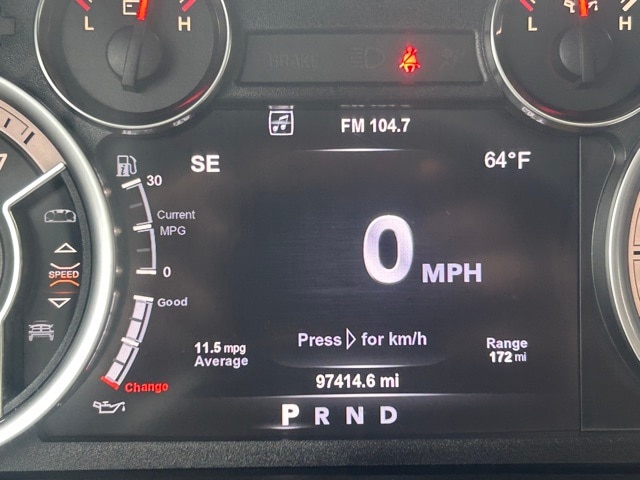 L H
L H
BRAKE
FM 104.7
SE 64°F
30
Current
MPG
0
SPEED
Good
Change
0 MPH
Press ▷ for km/h
11.5 mpg
Average
Range
172 mi
97414.6 mi
P R N D